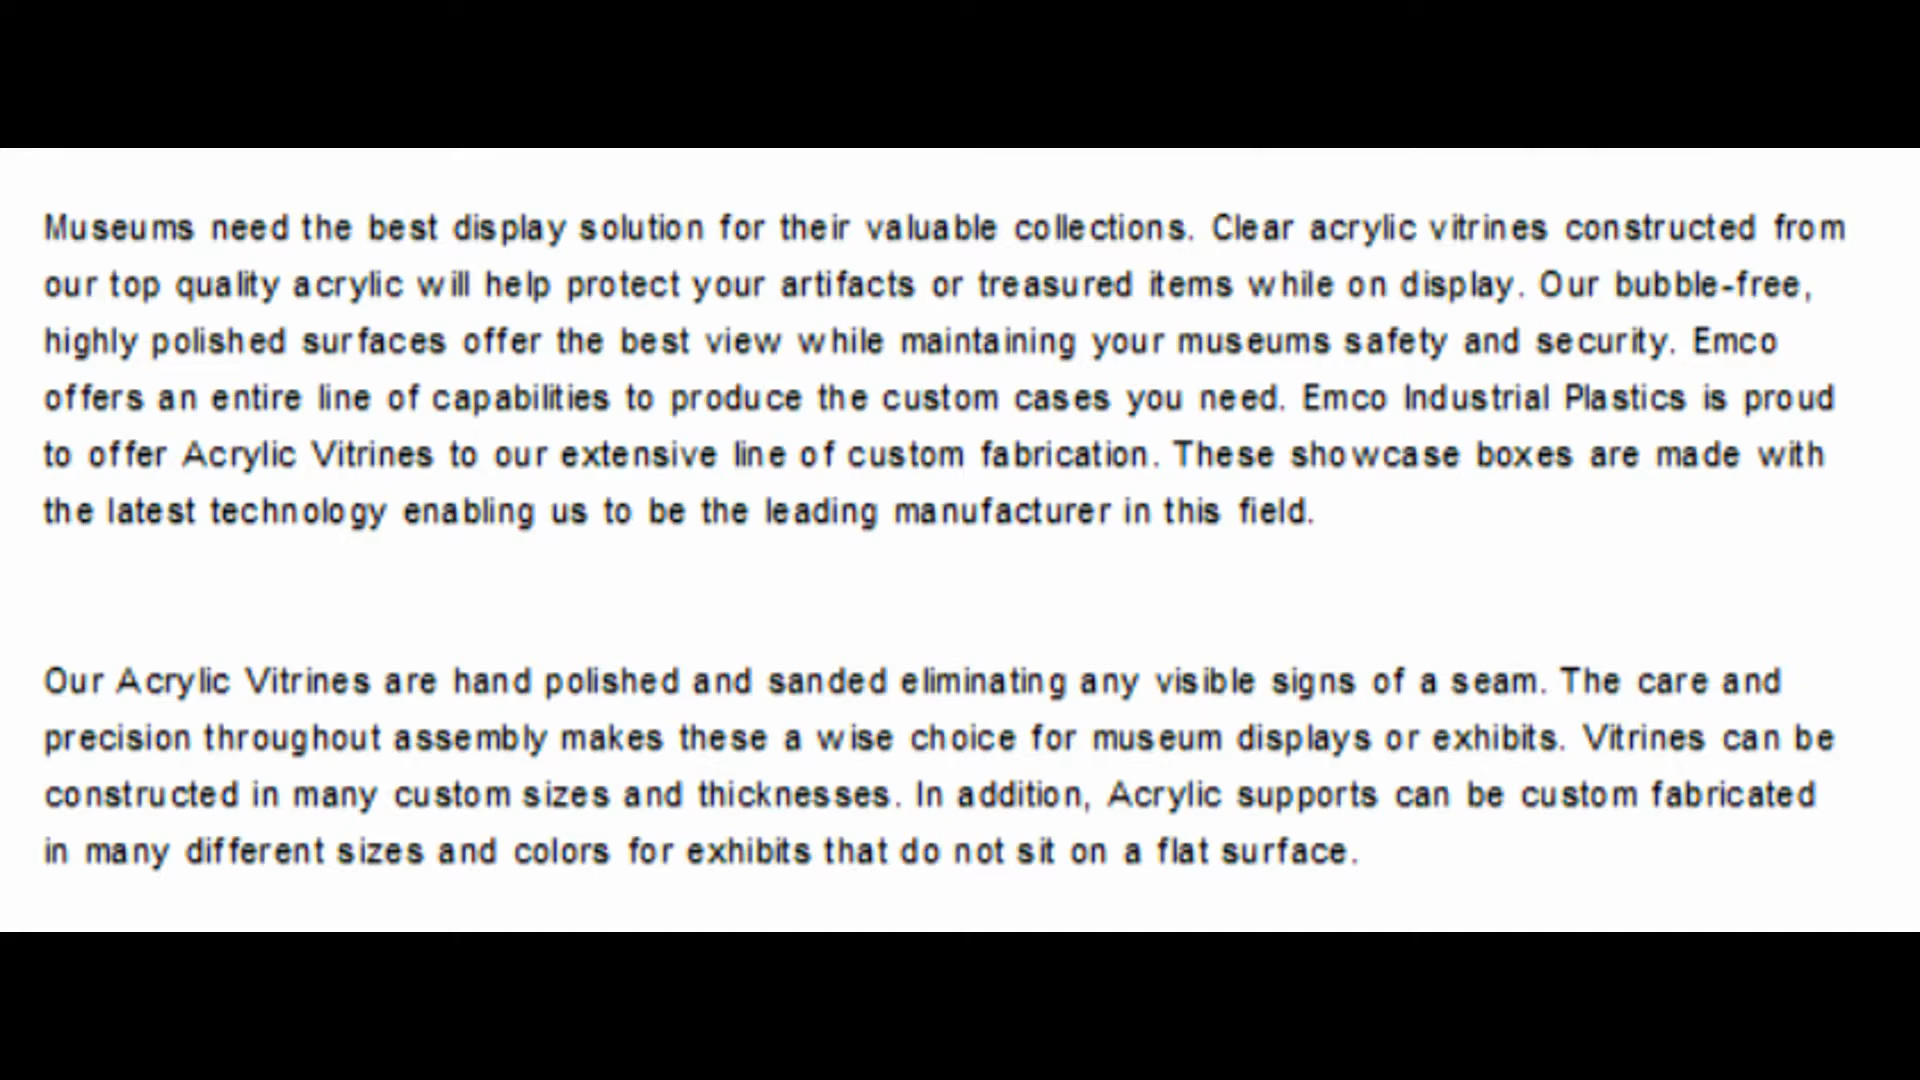 Museums need the best display solution for their valuable collections. Clear acrylic vitrines constructed from
our top quality acrylic will help protect your artifacts or treasured items while on display. Our bubble-free,
highly polished surfaces offer the best view while maintaining your museums safety and security. Emco
offers an entire line of capabilities to produce the custom cases you need. Emco Industrial Plastics is proud
to offer Acrylic Vitrines to our extensive line of custom fabrication. These showcase boxes are made with
the latest technology enabling us to be the leading manufacturer in this field.
Our Acrylic Vitrines are hand polished and sanded eliminating any visible signs of a seam. The care and
precision throughout assembly makes these a wise choice for museum displays or exhibits. Vitrines can be
constructed in many custom sizes and thicknesses. In addition, Acrylic supports can be custom fabricated
in many different sizes and colors for exhibits that do not sit on a flat surface.